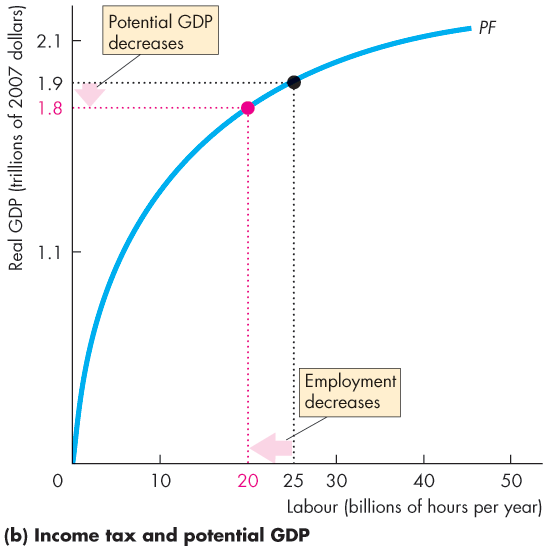 Real GDP (trillions of 2007 dollars)
2.1
1.9
1.8
1.1
Potential GDP
decreases
PF
Employment
decreases
0
10
20
25
30
40
50
Labour (billions of hours per year)
(b) Income tax and potential GDP